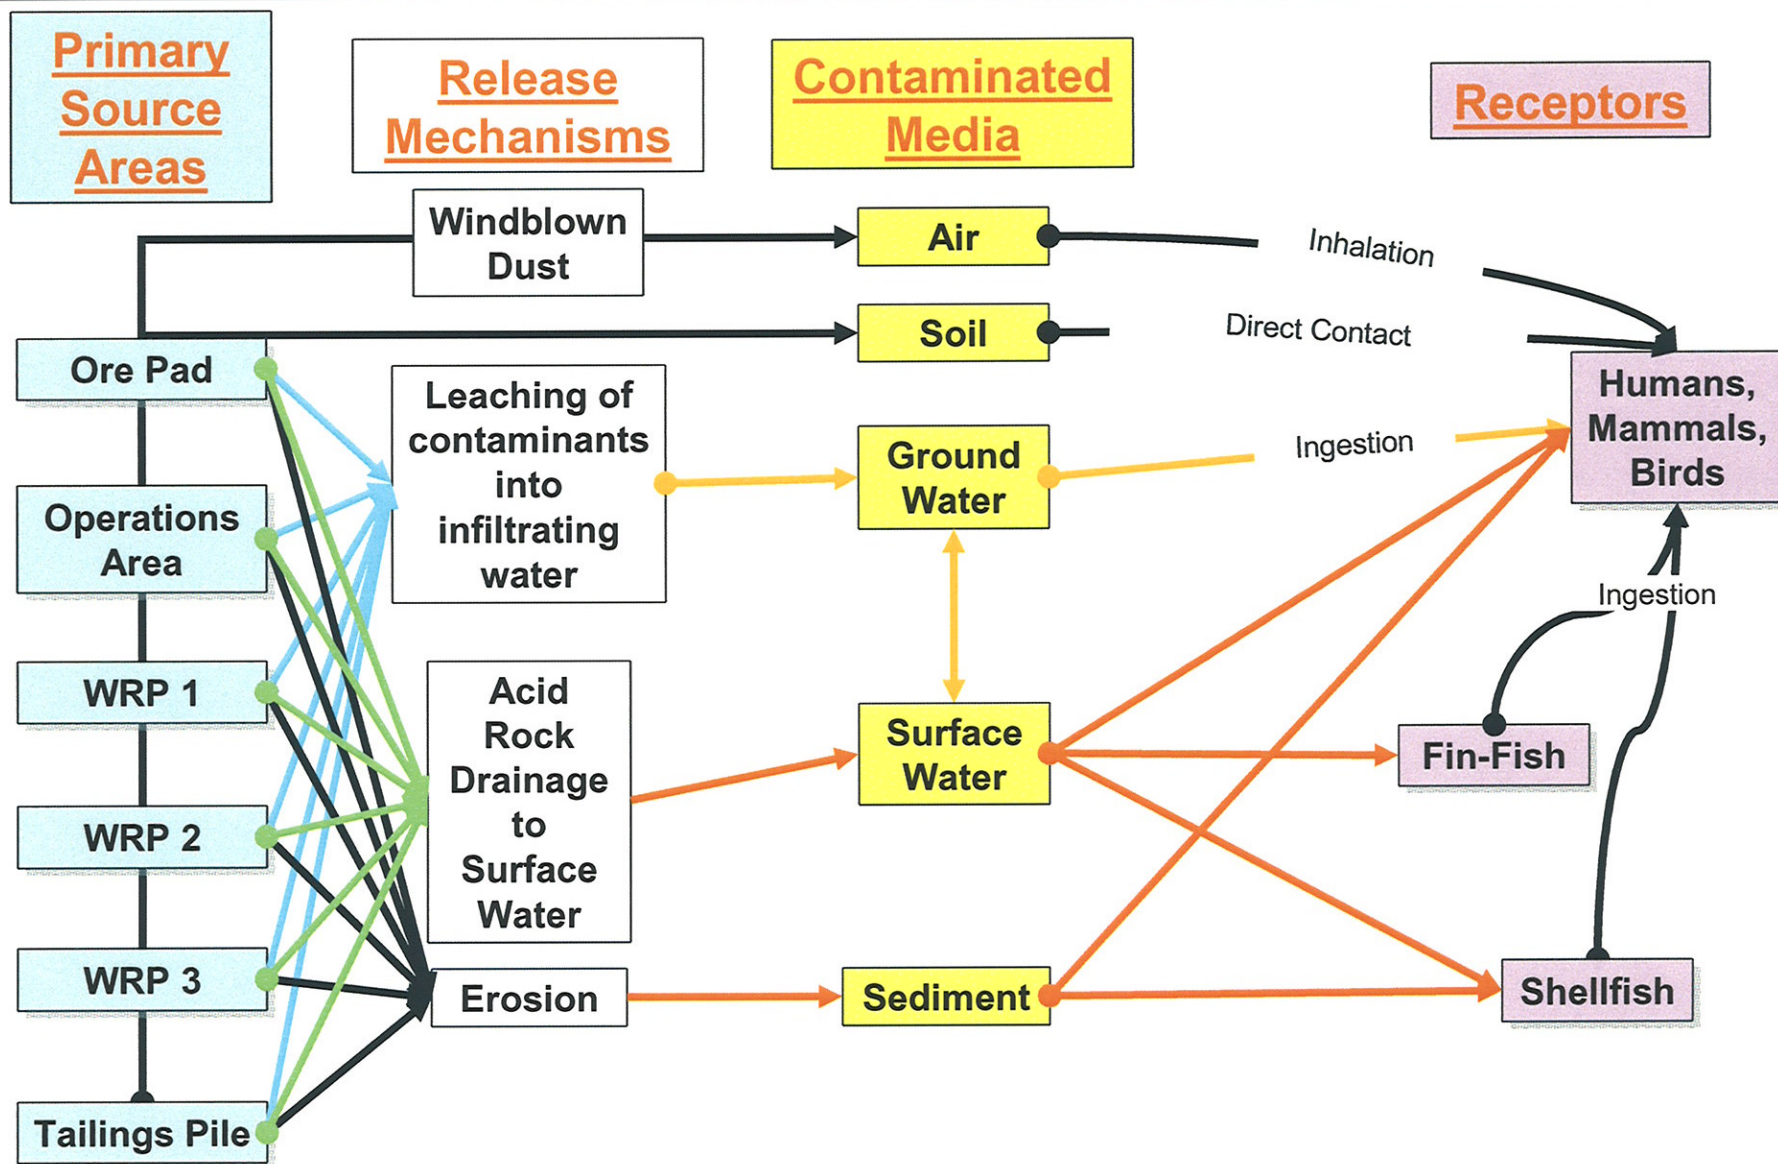 Primary
Source
Areas
Release
Mechanisms
Contaminated
Media
Receptors
Windblown
Dust
Air
Inhalation
Soil
Direct Contact
Ore Pad
Leaching of
contaminants
into
infiltrating
water
Ground
Water
Ingestion
Humans,
Mammals,
Birds
Operations
Area
Ingestion
WRP 1
Acid
Rock
Drainage
to
Surface
Water
Surface
Water
Fin-Fish
WRP 2
WRP 3
Erosion
Sediment
Shellfish
Tailings Pile